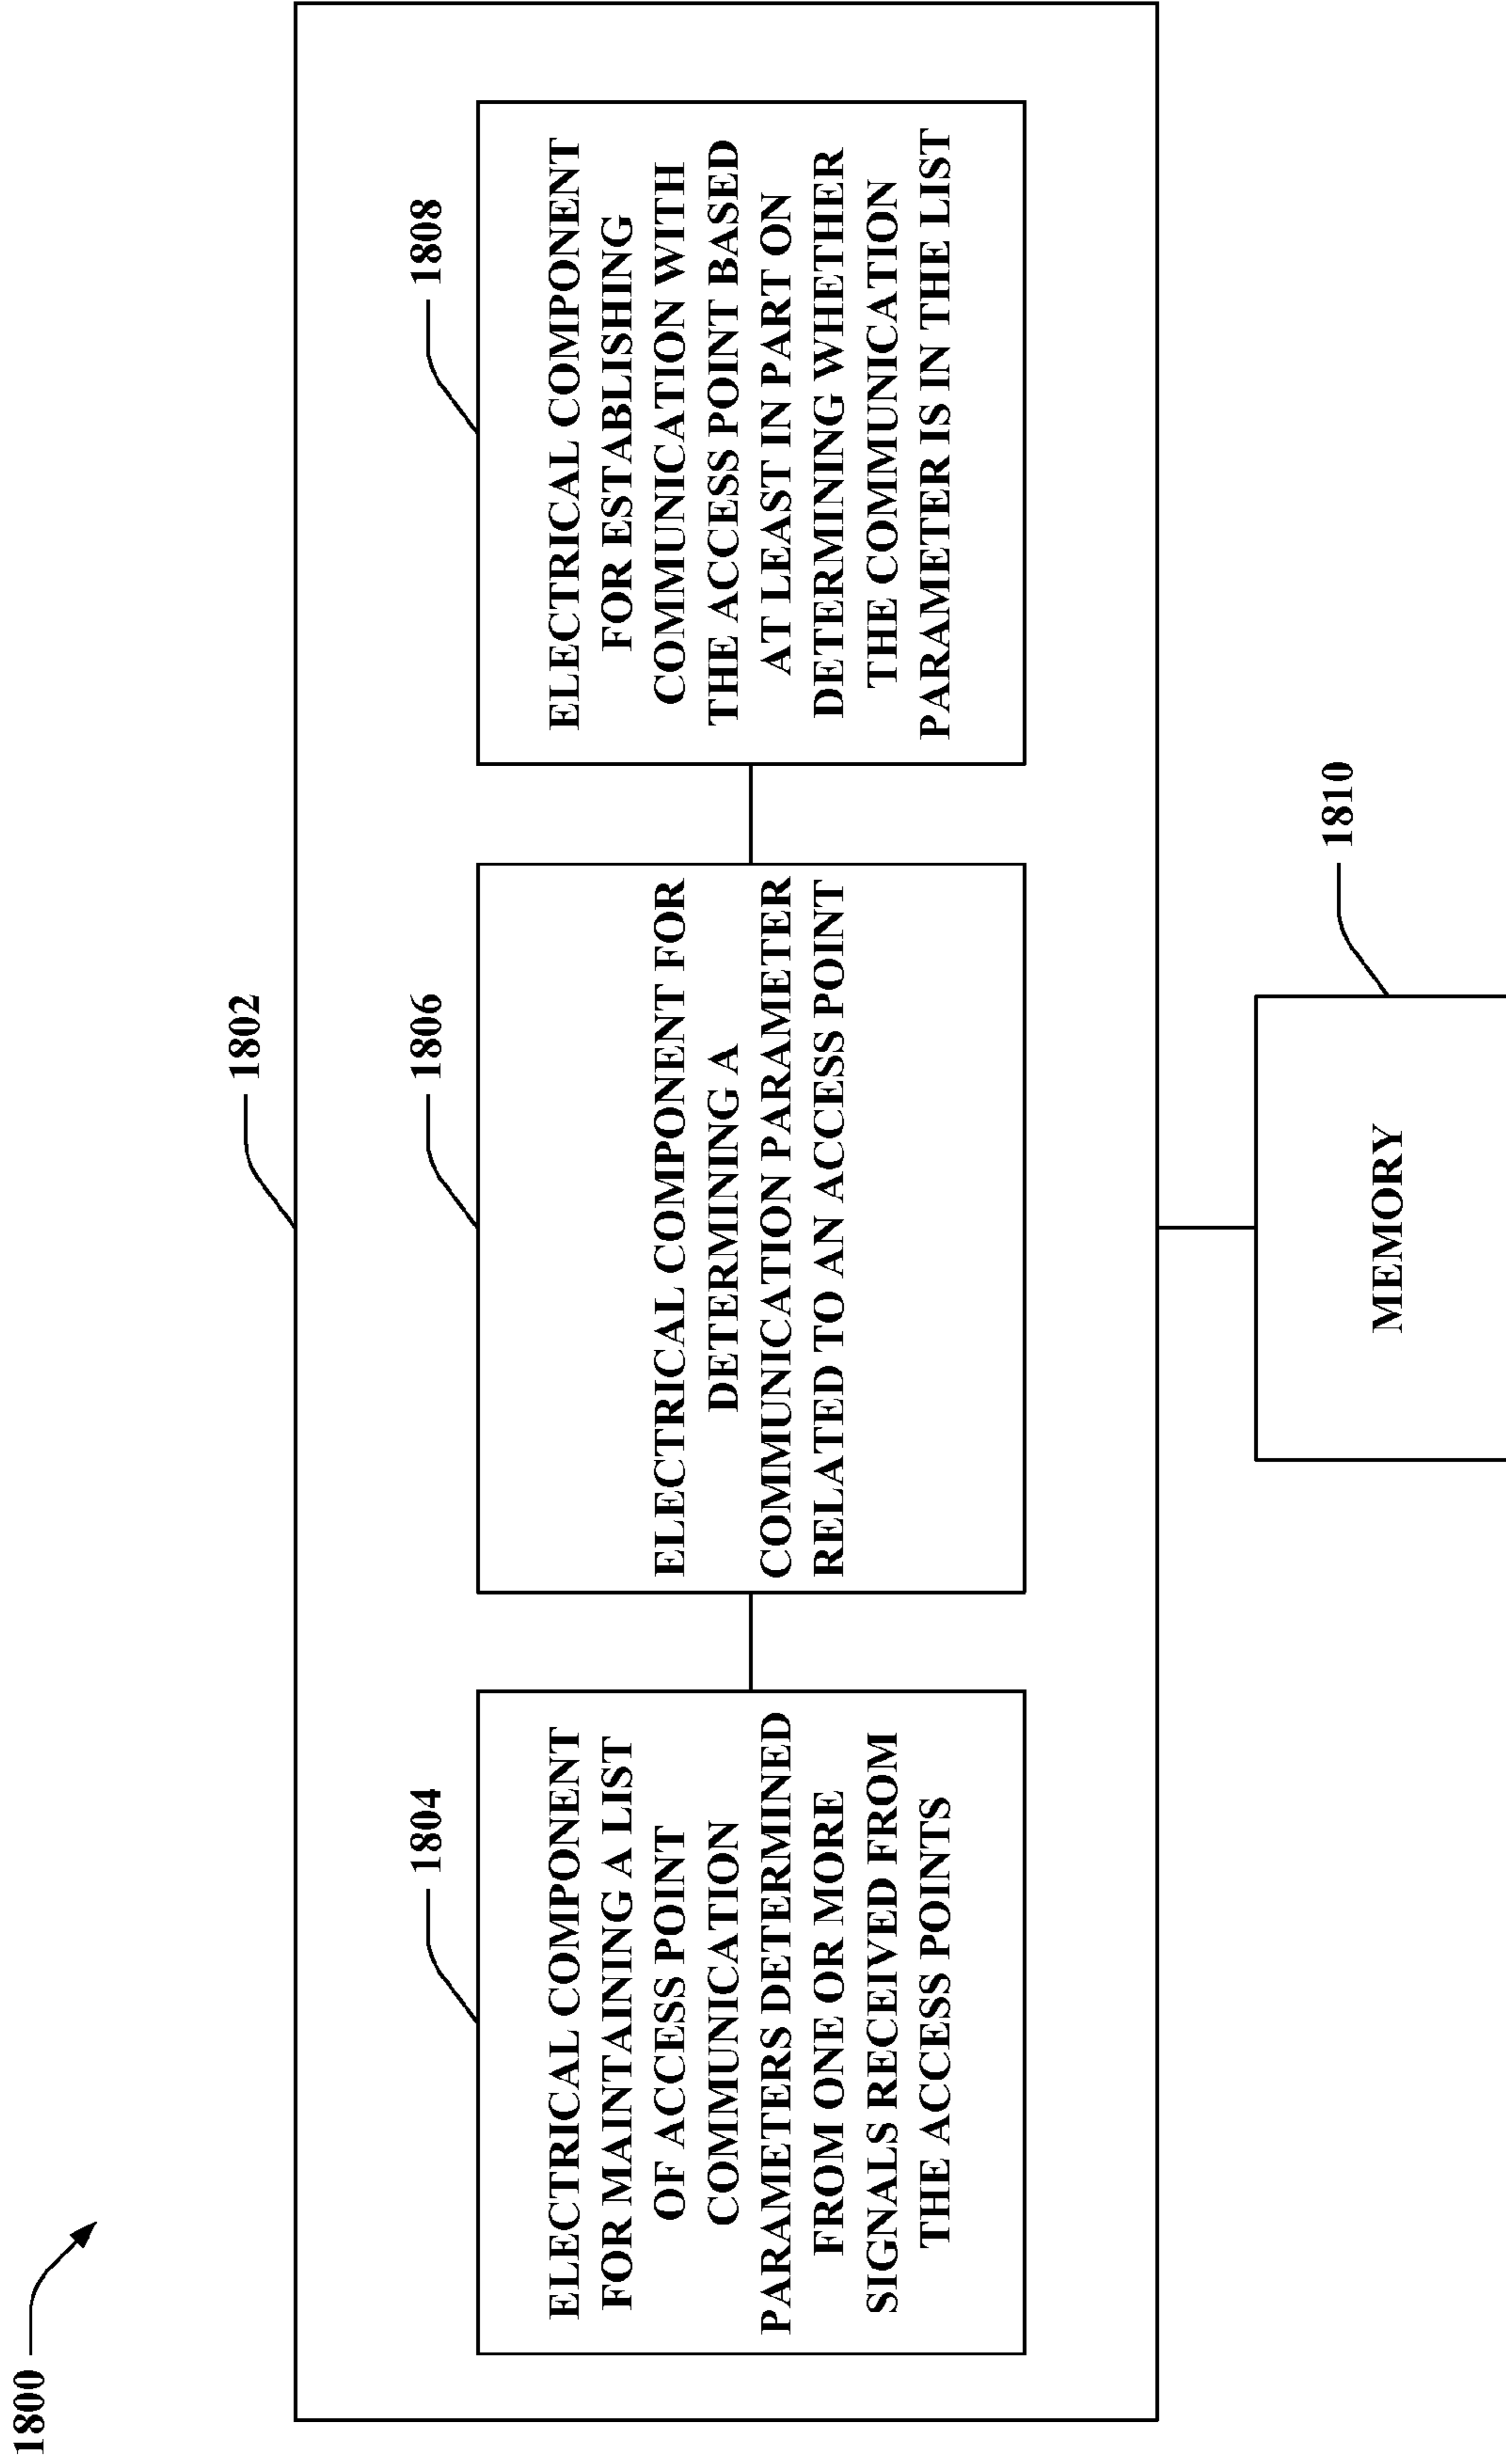 1800
1802
1804
ELECTRICAL COMPONENT
FOR MAINTAINING A LIST
OF ACCESS POINT
COMMUNICATION
PARAMETERS DETERMINED
FROM ONE OR MORE
SIGNALS RECEIVED FROM
THE ACCESS POINTS
1806
ELECTRICAL COMPONENT FOR
DETERMINING A
COMMUNICATION PARAMETER
RELATED TO AN ACCESS POINT
1808
ELECTRICAL COMPONENT
FOR ESTABLISHING
COMMUNICATION WITH
THE ACCESS POINT BASED
AT LEAST IN PART ON
DETERMINING WHETHER
THE COMMUNICATION
PARAMETER IS IN THE LIST
1810
MEMORY